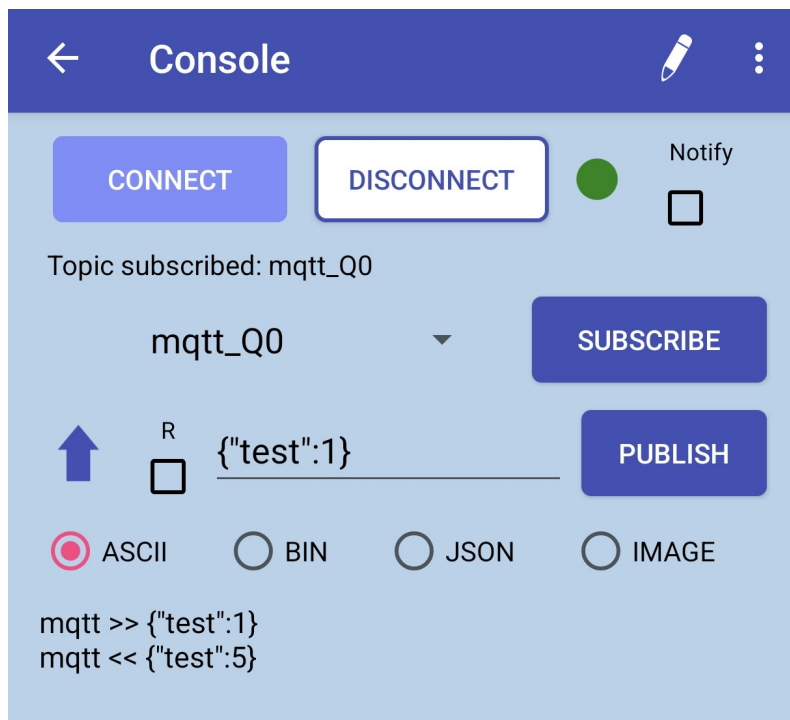 Console
CONNECT DISCONNECT Notify
Topic subscribed: mqtt_Q0
mqtt_Q0 SUBSCRIBE
R {"test":1} PUBLISH
ASCII BIN JSON IMAGE
mqtt >> {"test":1}
mqtt << {"test":5}